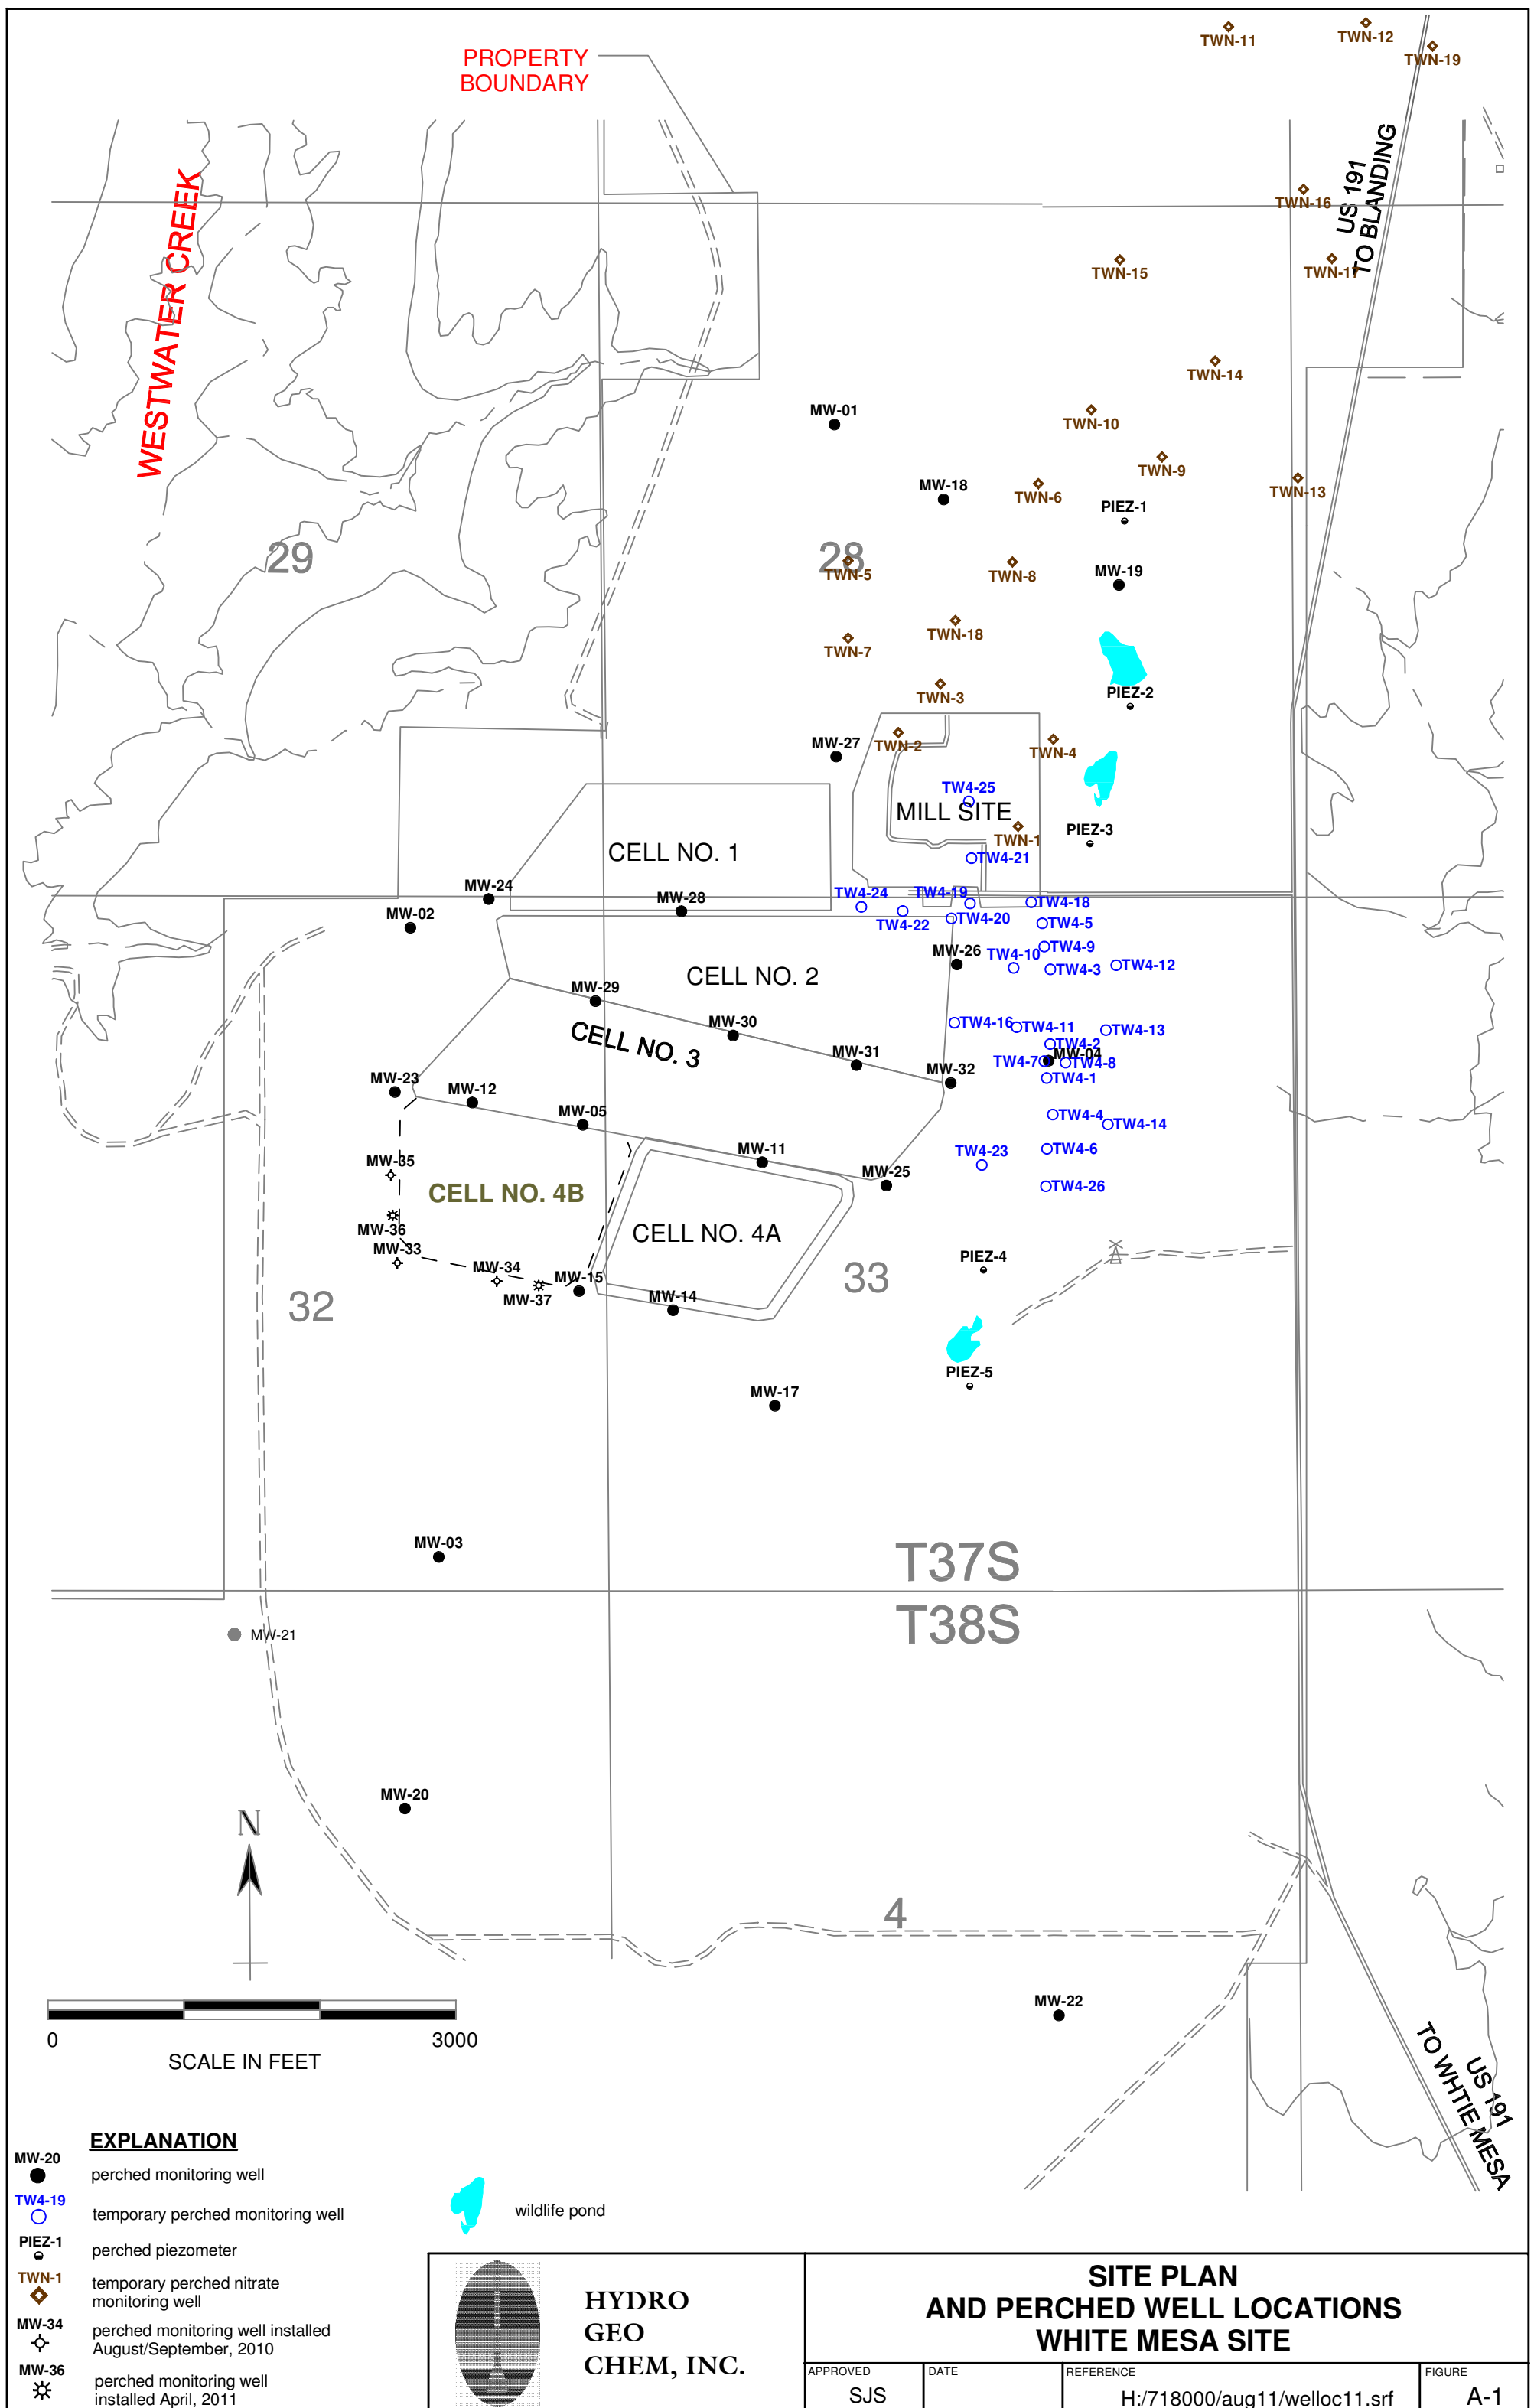 TWN-11
TWN-12
TWN-19
PROPERTY
BOUNDARY
US 191
TO BLANDING
WESTWATER CREEK
TWN-16
TWN-15
TWN-17
TWN-14
MW-01
TWN-10
TWN-9
MW-18
TWN-6
TWN-13
PIEZ-1
29
28
TWN-5
TWN-8
MW-19
TWN-18
TWN-7
TWN-3
PIEZ-2
MW-27
TWN-2
TWN-4
TW4-25
MILL SITE
PIEZ-3
TWN-1
CELL NO. 1
TW4-21
MW-24
MW-28
TW4-24
TW4-19
TW4-18
MW-02
TW4-22
TW4-20
TW4-5
MW-26
TW4-9
TW4-10
TW4-3
TW4-12
CELL NO. 2
MW-29
MW-30
CELL NO. 3
TW4-16
TW4-11
TW4-13
TW4-2
MW-31
TW4-7
MW-04
TW4-8
MW-23
MW-12
MW-32
TW4-1
MW-05
TW4-4
TW4-14
MW-11
TW4-23
TW4-6
MW-35
MW-25
CELL NO. 4B
TW4-26
MW-36
CELL NO. 4A
MW-33
PIEZ-4
MW-34
33
MW-15
MW-37
32
MW-14
PIEZ-5
MW-17
MW-03
T37S
T38S
MW-21
MW-20
N
4
MW-22
0
3000
SCALE IN FEET
US 191
TO WHTIE MESA
EXPLANATION
MW-20
perched monitoring well
TW4-19
temporary perched monitoring well
PIEZ-1
perched piezometer
TWN-1
temporary perched nitrate
monitoring well
MW-34
perched monitoring well installed
August/September, 2010
MW-36
perched monitoring well
installed April, 2011
wildlife pond
HYDRO
GEO
CHEM, INC.
SITE PLAN
AND PERCHED WELL LOCATIONS
WHITE MESA SITE
APPROVED
SJS
DATE
REFERENCE
H:/718000/aug11/welloc11.srf
FIGURE
A-1